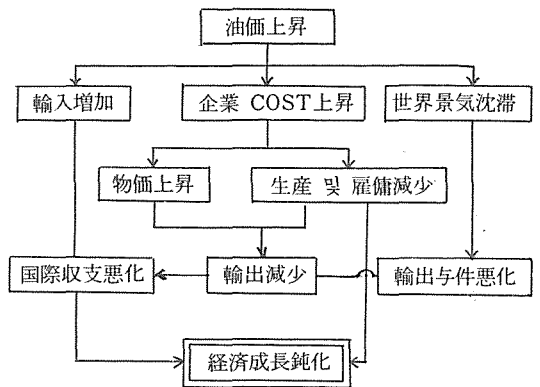 油価上昇
輸入増加
企業 COST上昇
世界景気沈滞
物価上昇
生産 및 雇傭減少
国際収支悪化
輸出減少
輸出与件悪化
経済成長鈍化